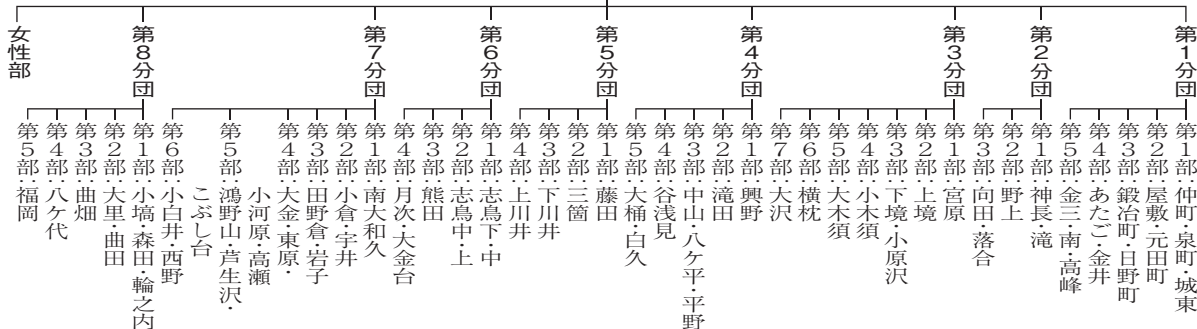 第1分団
第1部:仲町・泉町・城東
第2部:屋敷・元田町
第3部:鍛冶町・日野町
第4部:あたご・金井
第5部:金三・南・高峰
第2分団
第1部:神長・滝
第2部:野上
第3部:向田・落合
第3分団
第1部:宮原
第2部:上境
第3部:下境・小原沢
第4部:小木須
第5部:大木須
第6部:横枕
第7部:大沢
第4分団
第1部:興野
第2部:滝田
第3部:中山・八ケ平・平野
第4部:谷浅見
第5部:大桶・白久
第5分団
第1部:藤田
第2部:三箇
第3部:下川井
第4部:上川井
第6分団
第1部:志鳥下・中
第2部:志鳥中・上
第3部:熊田
第4部:月次・大金台
第7分団
第1部:南大和久
第2部:小倉・宇井
第3部:田野倉・岩子
第4部:大金・東原・
小河原・高瀬
第5部:鴻野山・芦生沢・
こぶし台
第6部:小白井・西野
第8分団
第1部:小塙・森田・輪之内
第2部:大里・曲田
第3部:曲畑
第4部:八ケ代
第5部:福岡
女性部